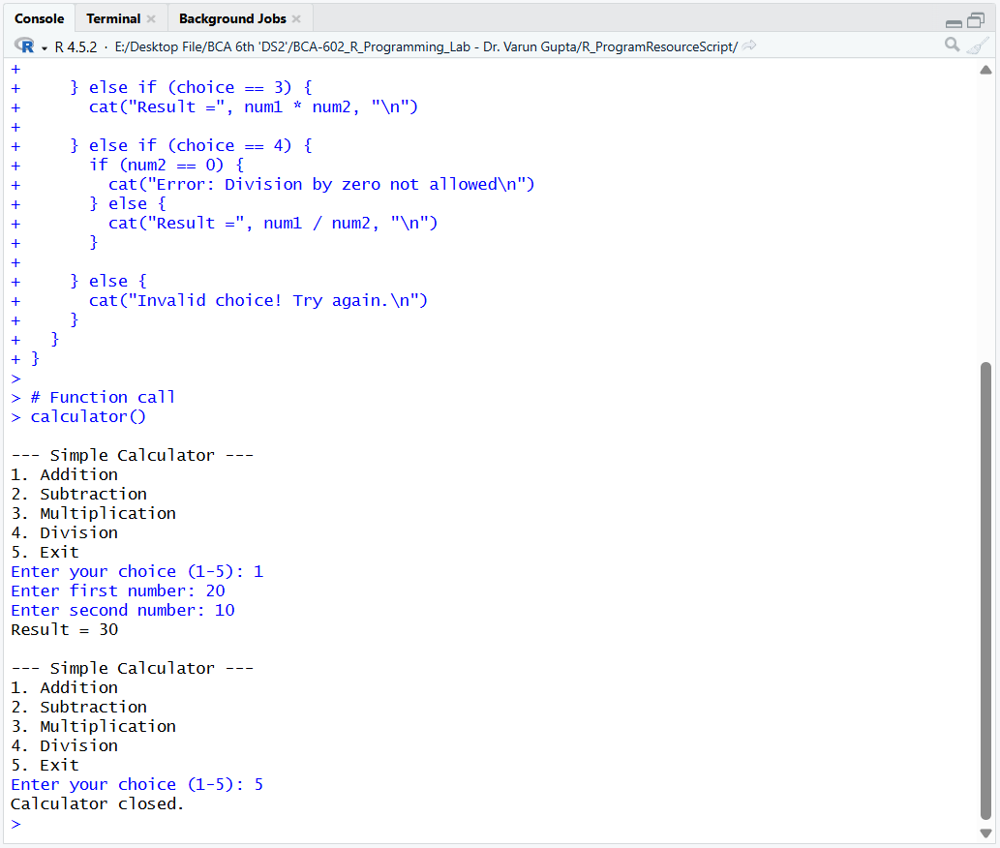 Console Terminal Background Jobs
R R 4.5.2 · E:/Desktop File/BCA 6th 'DS2'/BCA-602_R_Programming_Lab - Dr. Varun Gupta/R_ProgramResourceScript/
+
+     } else if (choice == 3) {
+       cat("Result =", num1 * num2, "\n")
+
+     } else if (choice == 4) {
+       if (num2 == 0) {
+         cat("Error: Division by zero not allowed\n")
+       } else {
+         cat("Result =", num1 / num2, "\n")
+       }
+
+     } else {
+       cat("Invalid choice! Try again.\n")
+     }
+   }
+ }
>
> # Function call
> calculator()

--- Simple Calculator ---
1. Addition
2. Subtraction
3. Multiplication
4. Division
5. Exit
Enter your choice (1-5): 1
Enter first number: 20
Enter second number: 10
Result = 30

--- Simple Calculator ---
1. Addition
2. Subtraction
3. Multiplication
4. Division
5. Exit
Enter your choice (1-5): 5
Calculator closed.
>